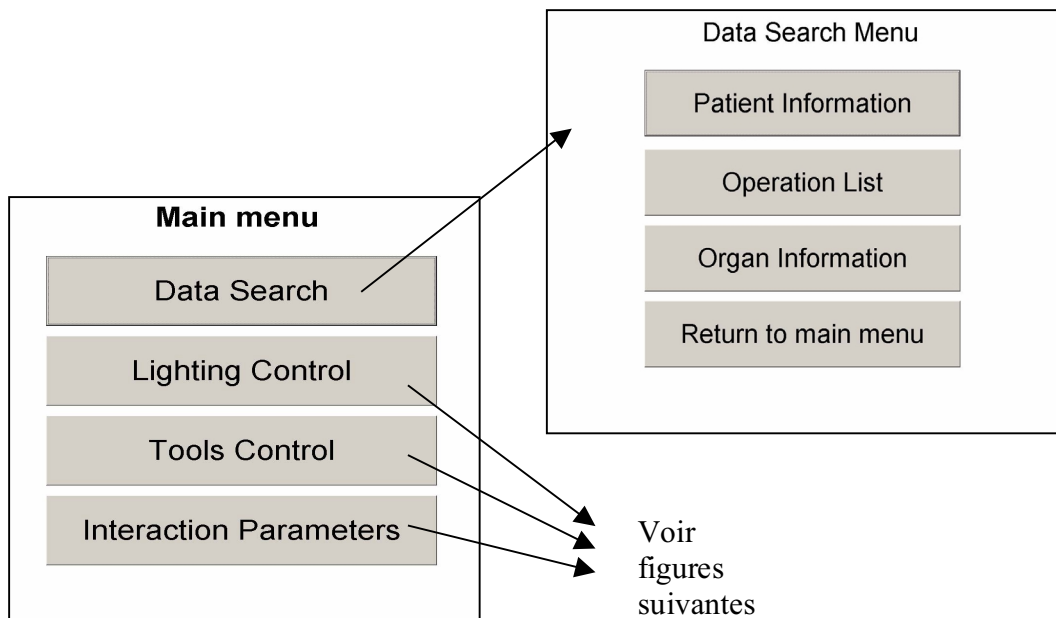 Data Search Menu
Patient Information
Operation List
Organ Information
Return to main menu
Main menu
Data Search
Lighting Control
Tools Control
Interaction Parameters
Voir
figures
suivantes